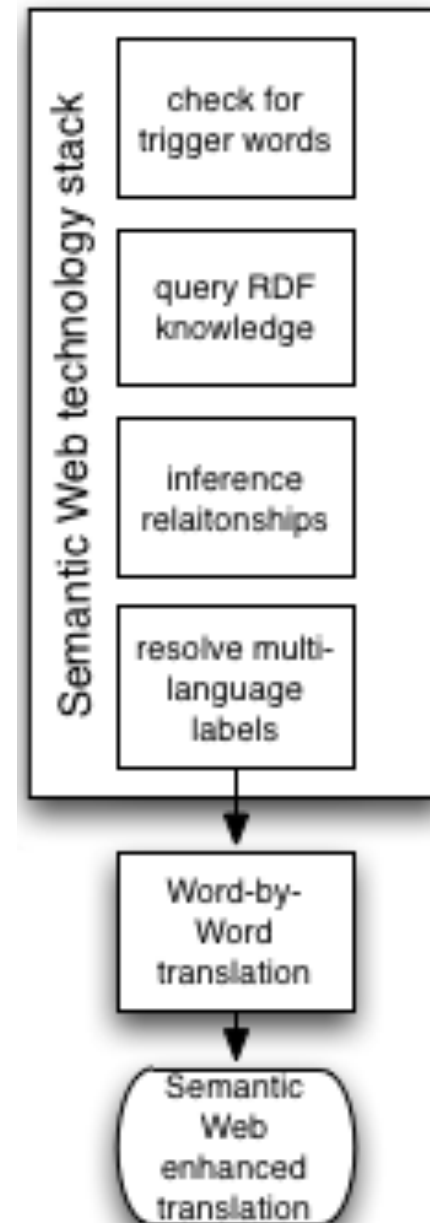 Semantic Web technology stack
check for
trigger words
query RDF
knowledge
inference
relaitonships
resolve multi-
language
labels
Word-by-
Word
translation
Semantic
Web
enhanced
translation